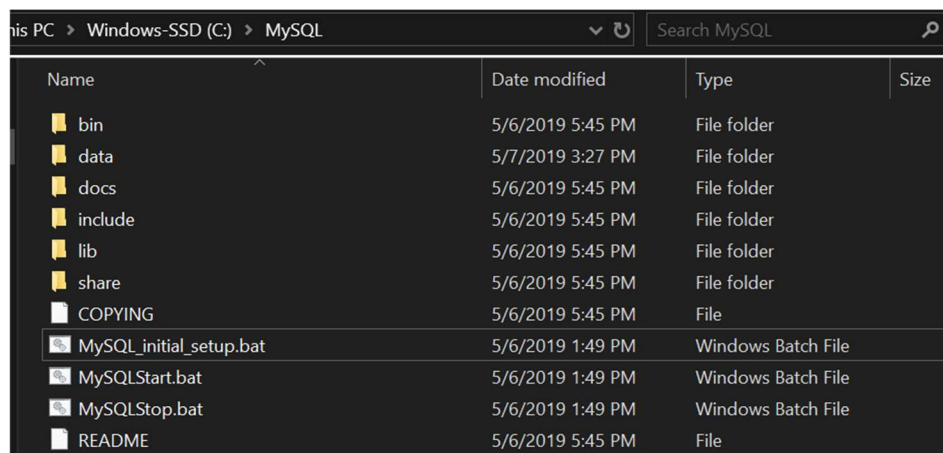 his PC > Windows-SSD (C:) > MySQL Search MySQL
Name Date modified Type Size
bin 5/6/2019 5:45 PM File folder
data 5/7/2019 3:27 PM File folder
docs 5/6/2019 5:45 PM File folder
include 5/6/2019 5:45 PM File folder
lib 5/6/2019 5:45 PM File folder
share 5/6/2019 5:45 PM File folder
COPYING 5/6/2019 5:45 PM File
MySQL_initial_setup.bat 5/6/2019 1:49 PM Windows Batch File
MySQLStart.bat 5/6/2019 1:49 PM Windows Batch File
MySQLStop.bat 5/6/2019 1:49 PM Windows Batch File
README 5/6/2019 5:45 PM File